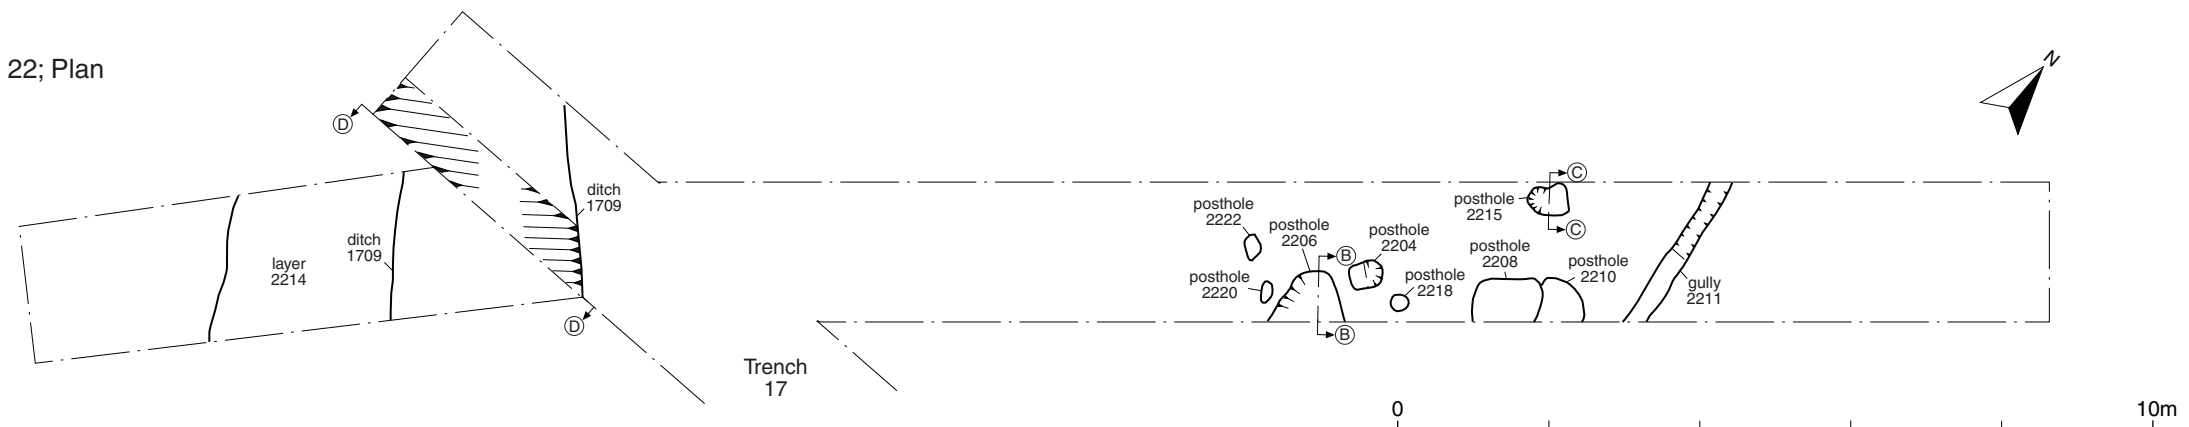 22; Plan
N
D
D
layer
2214
ditch
1709
ditch
1709
Trench
17
posthole
2222
posthole
2220
posthole
2206
B
B
posthole
2204
posthole
2218
posthole
2215
C
C
posthole
2208
posthole
2210
gully
2211
0
10m